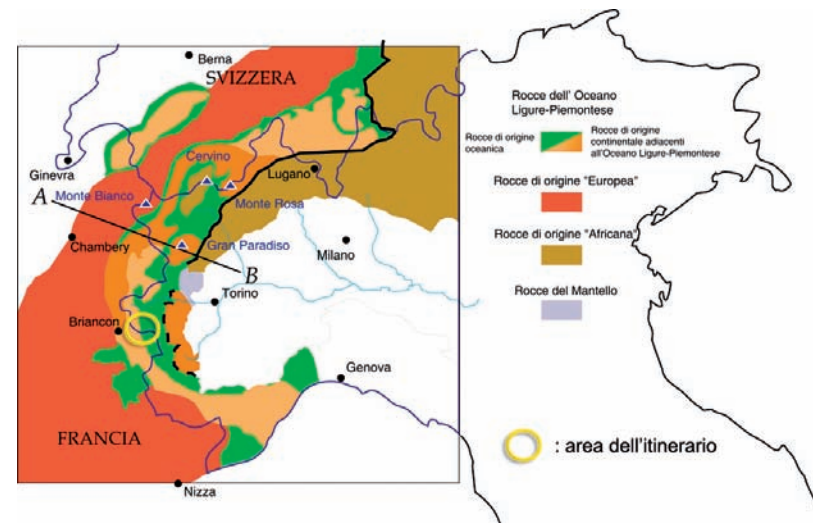 Berna
SVIZZERA
Ginevra
Cervino
Lugano
A
Monte Bianco
Monte Rosa
Chambery
Gran Paradiso
Milano
B
Torino
Briancon
Genova
FRANCIA
Nizza
Rocce dell' Oceano
Ligure-Piemontese
Rocce di origine
oceanica
Rocce di origine
continentale adiacenti
all'Oceano Ligure-Piemontese
Rocce di origine "Europea"
Rocce di origine "Africana"
Rocce del Mantello
: area dell'itinerario